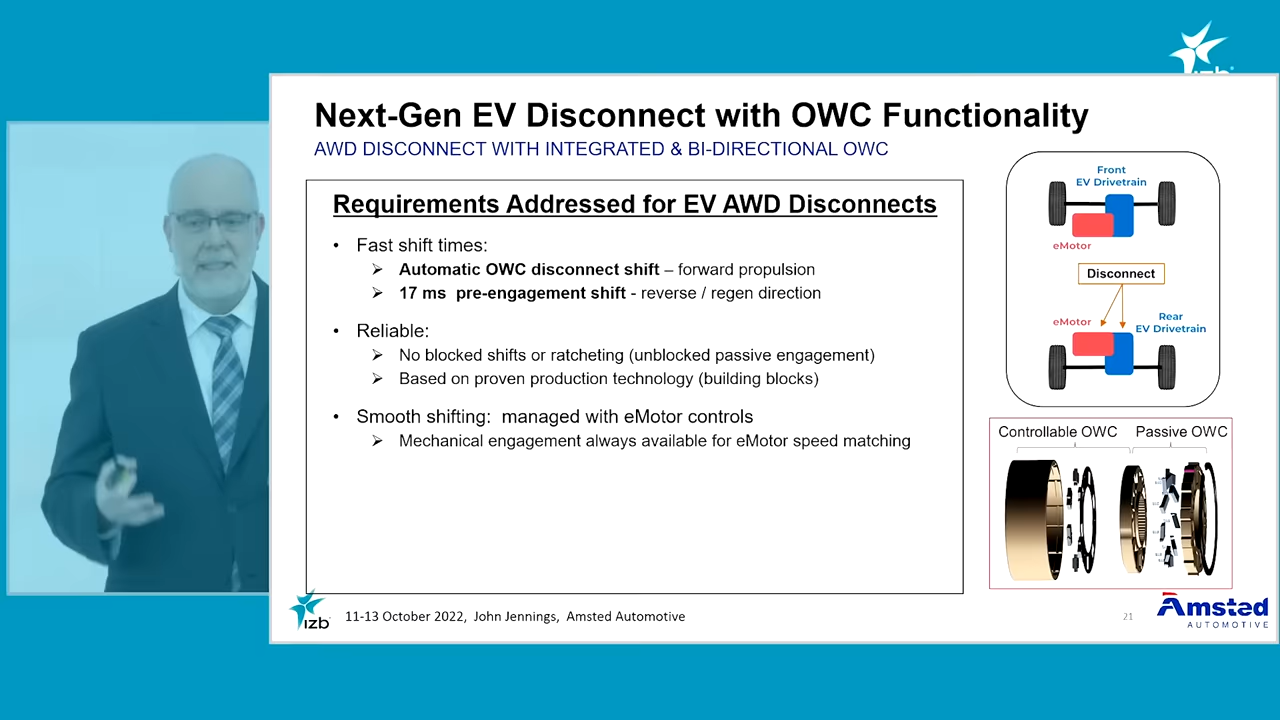 izb
Next-Gen EV Disconnect with OWC Functionality
AWD DISCONNECT WITH INTEGRATED & BI-DIRECTIONAL OWC
Requirements Addressed for EV AWD Disconnects
• Fast shift times:
➢ Automatic OWC disconnect shift – forward propulsion
➢ 17 ms pre-engagement shift - reverse / regen direction
• Reliable:
➢ No blocked shifts or ratcheting (unblocked passive engagement)
➢ Based on proven production technology (building blocks)
• Smooth shifting: managed with eMotor controls
➢ Mechanical engagement always available for eMotor speed matching
Front
EV Drivetrain
eMotor
Disconnect
eMotor
Rear
EV Drivetrain
Controllable OWC Passive OWC
izb
11-13 October 2022, John Jennings, Amsted Automotive
21
Amsted
AUTOMOTIVE